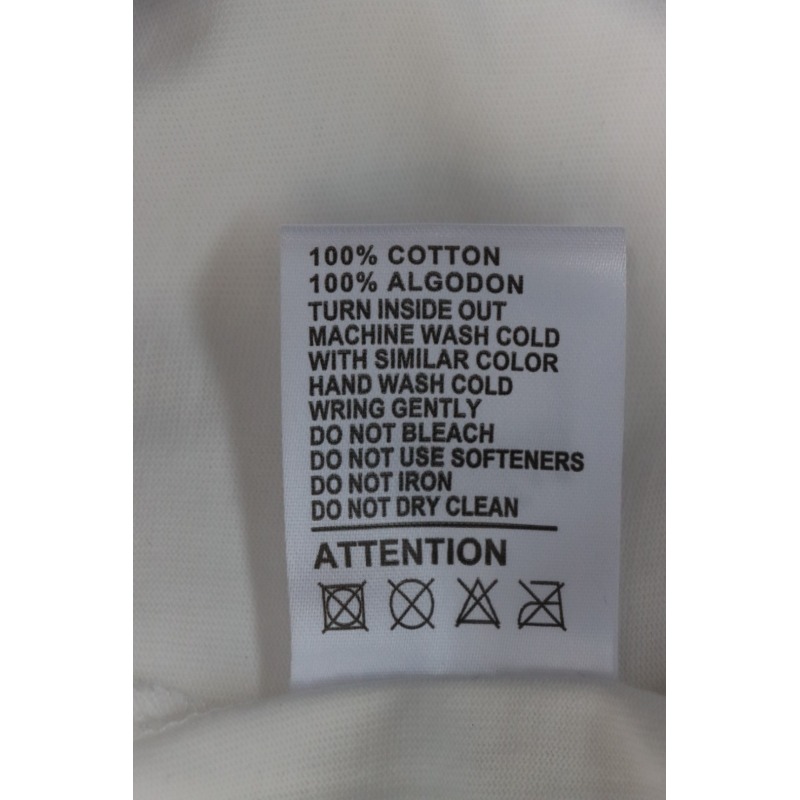 100% COTTON
100% ALGODON
TURN INSIDE OUT
MACHINE WASH COLD
WITH SIMILAR COLOR
HAND WASH COLD
WRING GENTLY
DO NOT BLEACH
DO NOT USE SOFTENERS
DO NOT IRON
DO NOT DRY CLEAN
ATTENTION